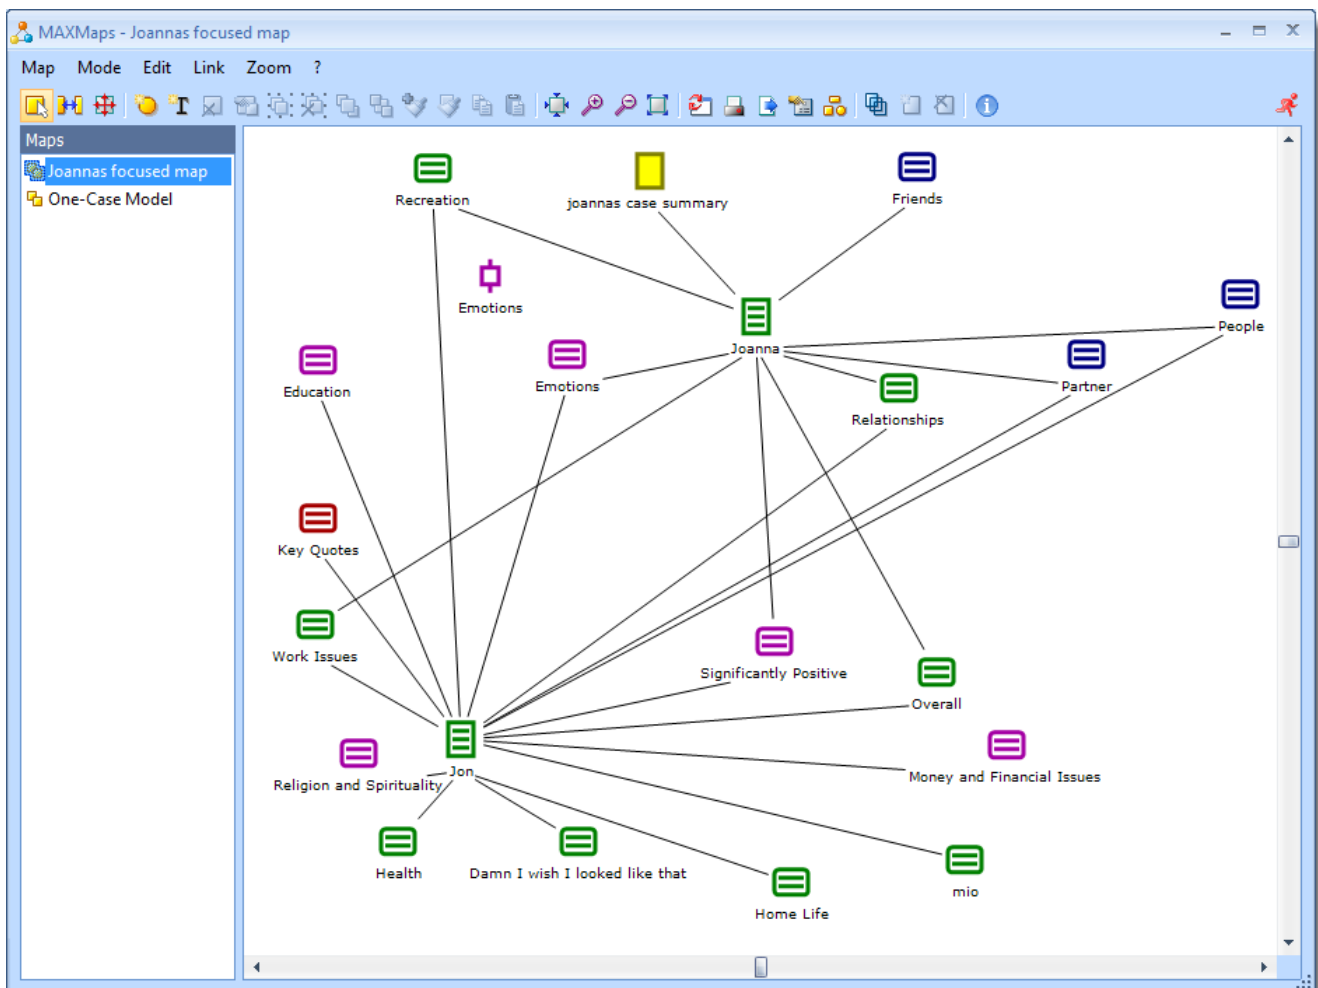 MAXMaps - Joannas focused map
Map Mode Edit Link Zoom ?
T
Maps
Joannas focused map
One-Case Model
Recreation
joannas case summary
Friends
Emotions
People
Joanna
Education
Emotions
Partner
Relationships
Key Quotes
Work Issues
Significantly Positive
Overall
Jon
Religion and Spirituality
Money and Financial Issues
Health
Damn I wish I looked like that
mio
Home Life